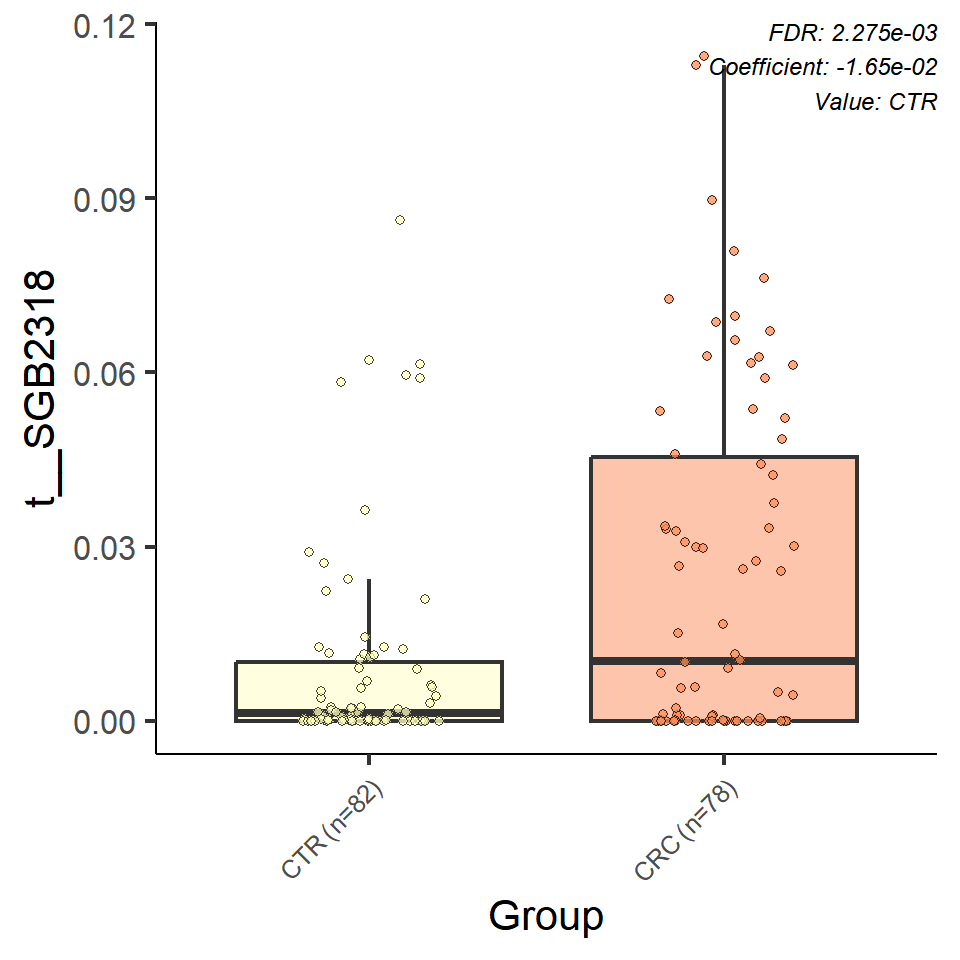 FDR: 2.275e-03
Coefficient: -1.65e-02
Value: CTR
0.12
0.09
0.06
0.03
0.00
t__SGB2318
CTR (n=82)
CRC (n=78)
Group